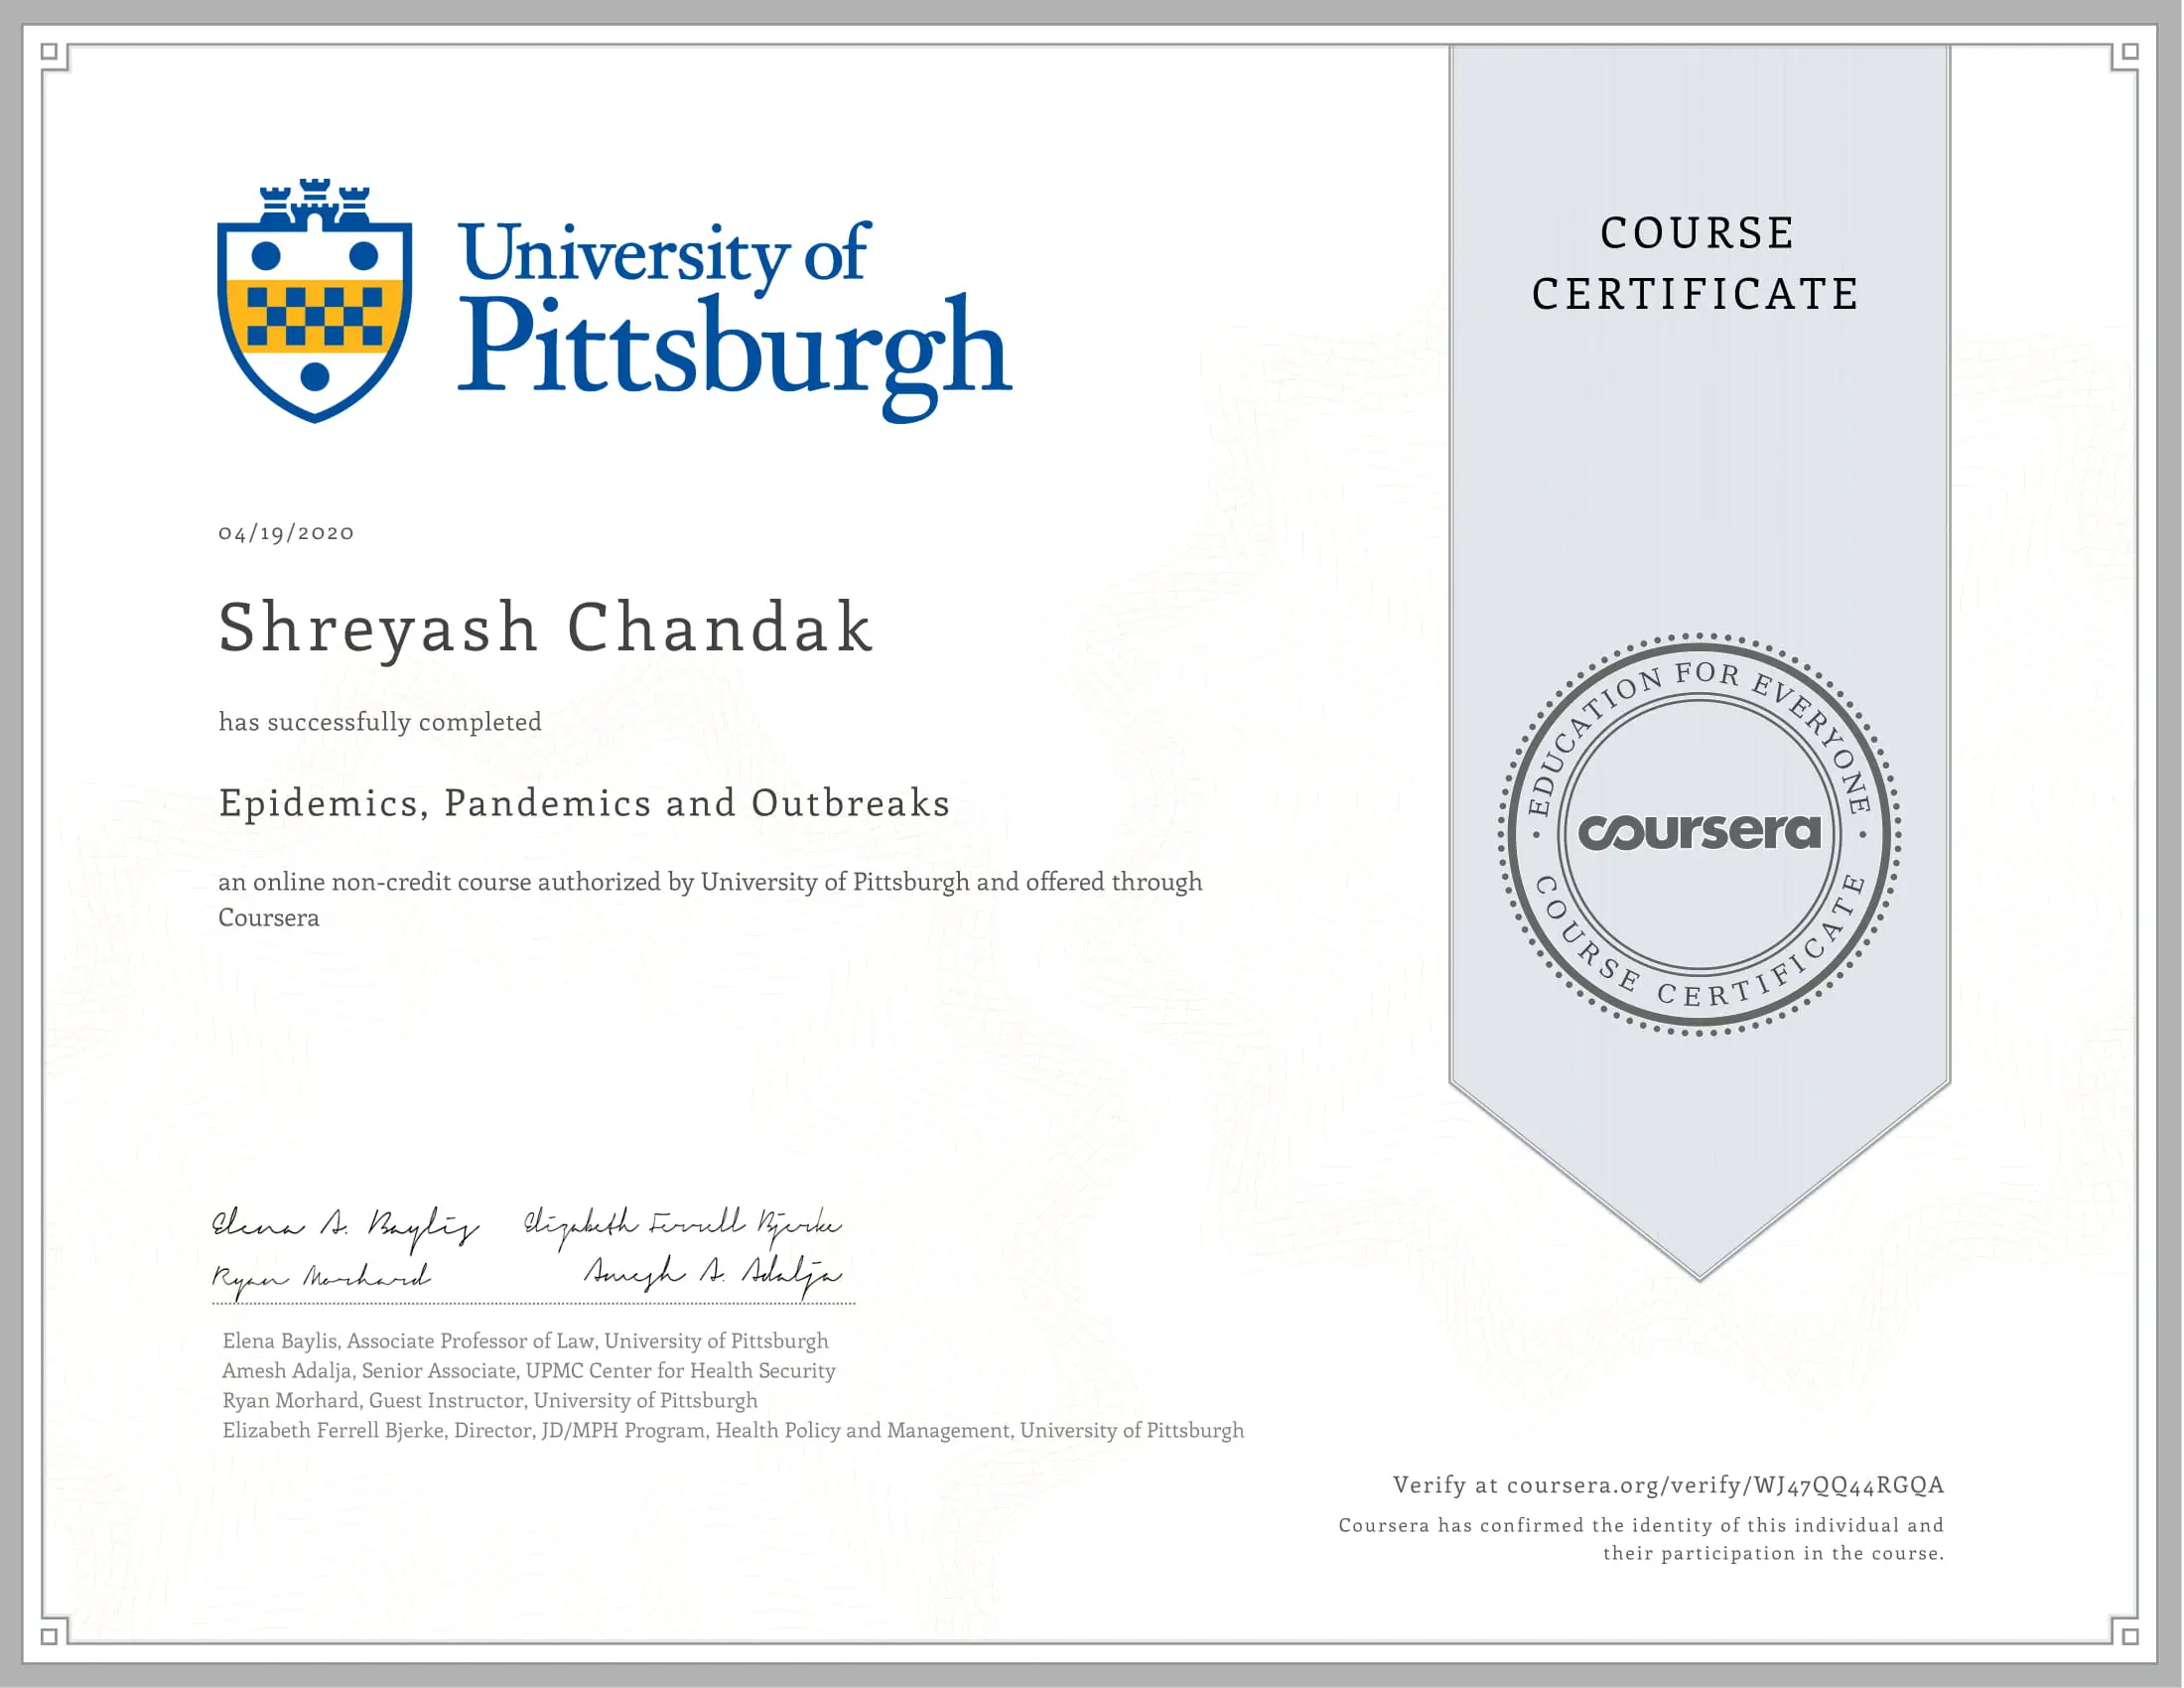 University of
Pittsburgh
COURSE
CERTIFICATE
04/19/2020
Shreyash Chandak
has successfully completed
Epidemics, Pandemics and Outbreaks
an online non-credit course authorized by University of Pittsburgh and offered through
Coursera
EDUCATION FOR EVERYONE
coursera
COURSE CERTIFICATE
Elena A. Baylis Elizabeth Ferrell Bjerke
Ryan Morhard Amesh A. Adalja
Elena Baylis, Associate Professor of Law, University of Pittsburgh
Amesh Adalja, Senior Associate, UPMC Center for Health Security
Ryan Morhard, Guest Instructor, University of Pittsburgh
Elizabeth Ferrell Bjerke, Director, JD/MPH Program, Health Policy and Management, University of Pittsburgh
Verify at coursera.org/verify/WJ47QQ44RGQA
Coursera has confirmed the identity of this individual and
their participation in the course.